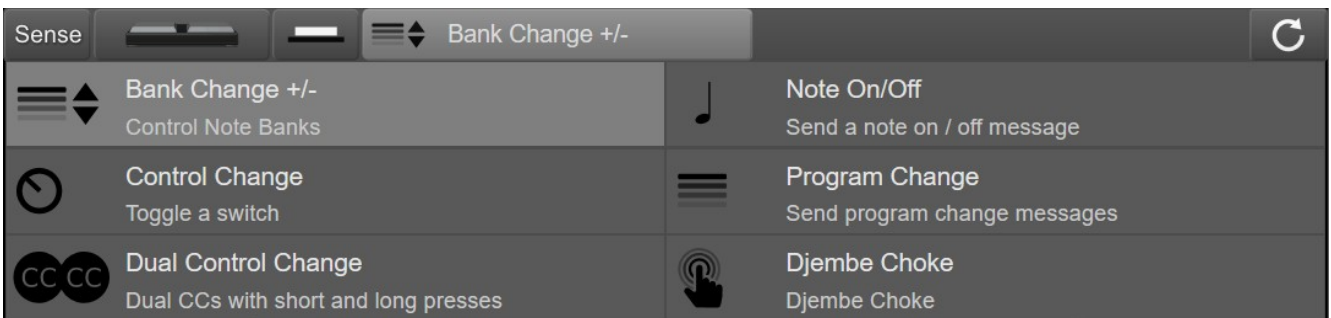 Sense
Bank Change +/-
Bank Change +/-
Control Note Banks
Note On/Off
Send a note on / off message
Control Change
Toggle a switch
Program Change
Send program change messages
CC CC
Dual Control Change
Dual CCs with short and long presses
Djembe Choke
Djembe Choke